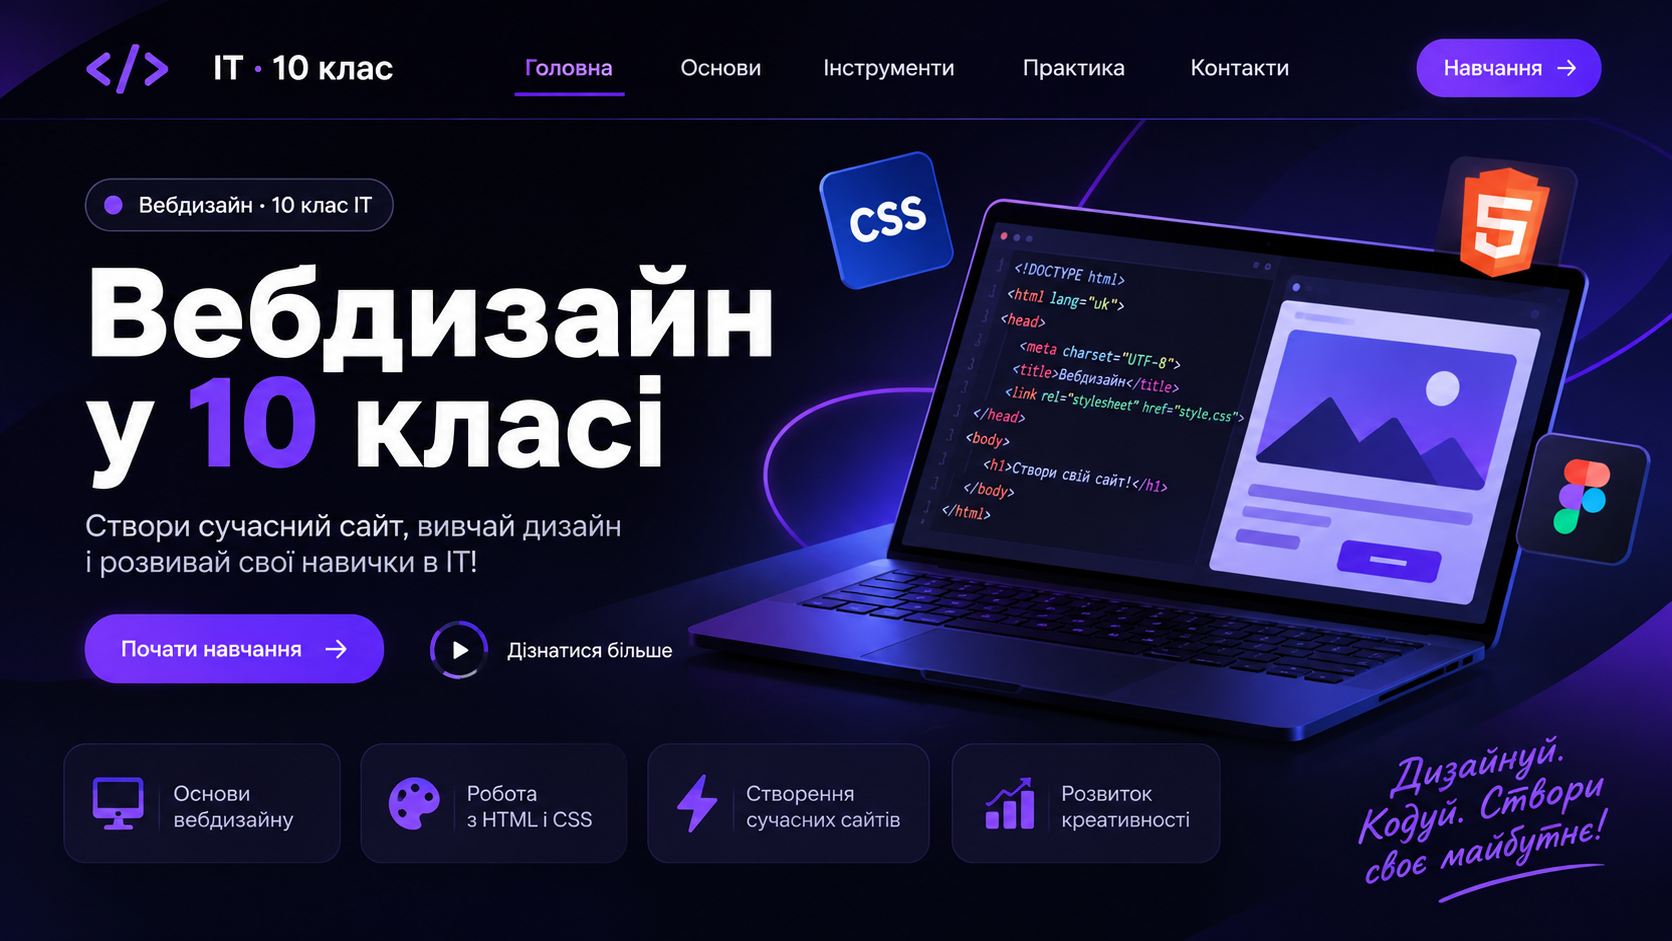 </>
IT · 10 клас
Головна
Основи
Інструменти
Практика
Контакти
Навчання →
Вебдизайн · 10 клас IT
Вебдизайн
у 10 класі
Створи сучасний сайт, вивчай дизайн
і розвивай свої навички в IT!
Почати навчання →
Дізнатися більше
CSS
5
<!DOCTYPE html>
<html lang="uk">
<head>
<meta charset="UTF-8">
<title>Вебдизайн</title>
<link rel="stylesheet" href="style.css">
</head>
<body>
<h1>Створи свій сайт!</h1>
</body>
</html>
Основи
вебдизайну
Робота
з HTML і CSS
Створення
сучасних сайтів
Розвиток
креативності
Дизайнуй.
Кодуй. Створи
своє майбутнє!